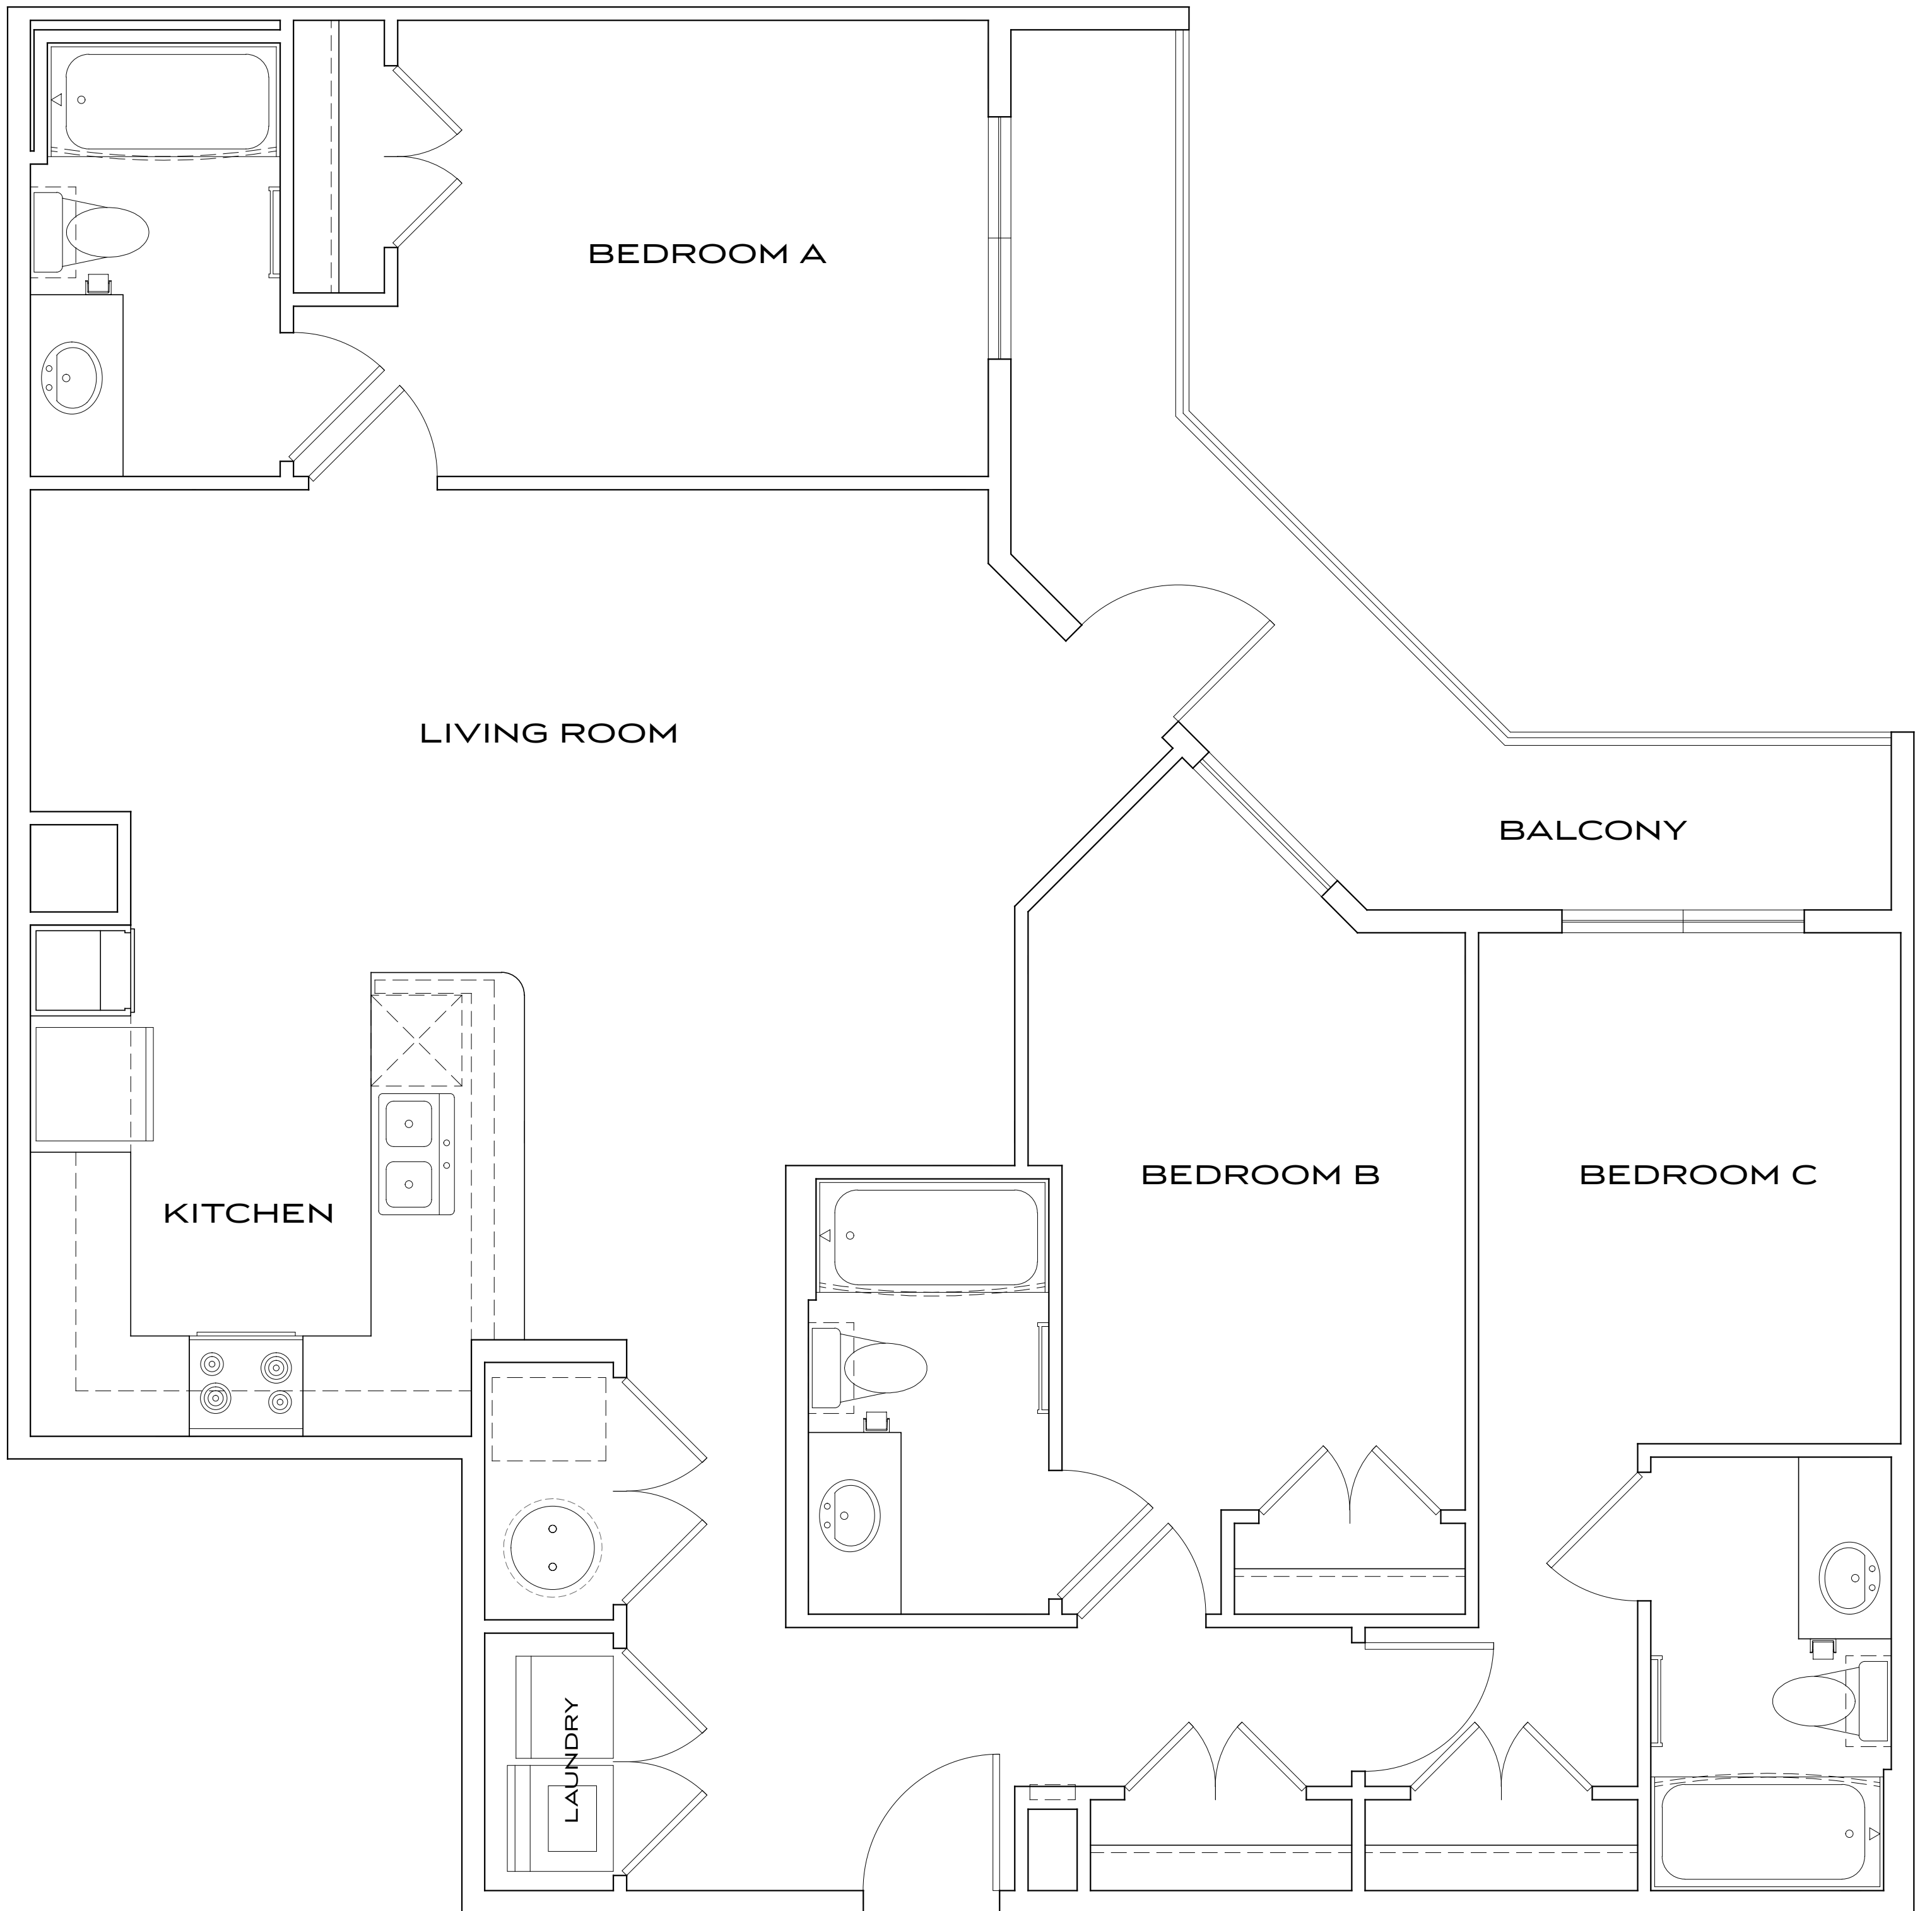 BEDROOM A
LIVING ROOM
BALCONY
BEDROOM B
BEDROOM C
KITCHEN
LAUNDRY